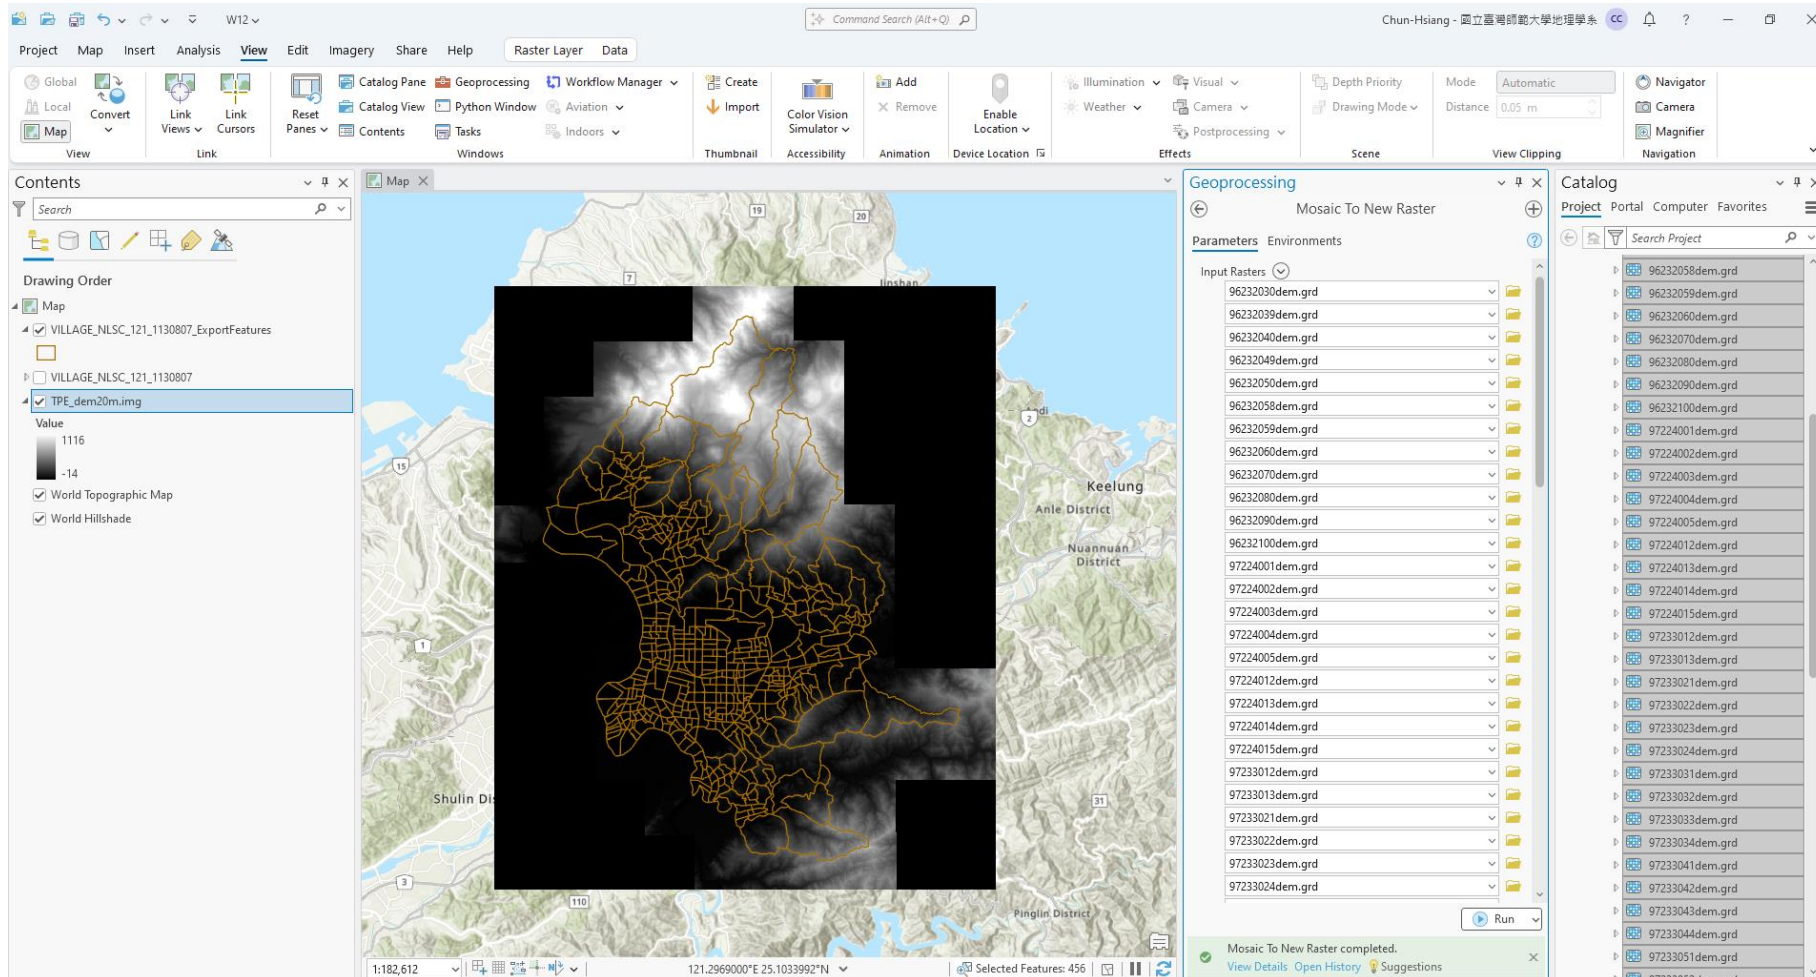 W12
Command Search (Alt+Q)
Chun-Hsiang - 國立臺灣師範大學地理學系 CC ?
Project Map Insert Analysis View Edit Imagery Share Help Raster Layer Data
Global
Local
Map
Convert
View
Link Views
Link Cursors
Link
Reset Panes
Catalog Pane Geoprocessing Workflow Manager
Catalog View Python Window Aviation
Contents Tasks Indoors
Windows
Create
Import
Thumbnail
Color Vision Simulator
Accessibility
Add
Remove
Animation
Enable Location
Device Location
Illumination Visual
Weather Camera
Postprocessing
Effects
Depth Priority
Drawing Mode
Scene
Mode Automatic
Distance 0.05 m
View Clipping
Navigator
Camera
Magnifier
Navigation
Contents
Search
Drawing Order
Map
VILLAGE_NLSC_121_1130807_ExportFeatures
VILLAGE_NLSC_121_1130807
TPE_dem20m.img
Value
1116
-14
World Topographic Map
World Hillshade
Map
19
20
7
Jinshan
2
15
Keelung
Anle District
Nuannuan District
1
Shulin Di
31
3
110
Pinglin District
1:182,612
121.2969000°E 25.1033992°N
Selected Features: 456
Geoprocessing
Mosaic To New Raster
Parameters Environments
?
Input Rasters
96232030dem.grd
96232039dem.grd
96232040dem.grd
96232049dem.grd
96232050dem.grd
96232058dem.grd
96232059dem.grd
96232060dem.grd
96232070dem.grd
96232080dem.grd
96232090dem.grd
96232100dem.grd
97224001dem.grd
97224002dem.grd
97224003dem.grd
97224004dem.grd
97224005dem.grd
97224012dem.grd
97224013dem.grd
97224014dem.grd
97224015dem.grd
97233012dem.grd
97233013dem.grd
97233021dem.grd
97233022dem.grd
97233023dem.grd
97233024dem.grd
Run
Mosaic To New Raster completed.
View Details Open History Suggestions
Catalog
Project Portal Computer Favorites
Search Project
96232058dem.grd
96232059dem.grd
96232060dem.grd
96232070dem.grd
96232080dem.grd
96232090dem.grd
96232100dem.grd
97224001dem.grd
97224002dem.grd
97224003dem.grd
97224004dem.grd
97224005dem.grd
97224012dem.grd
97224013dem.grd
97224014dem.grd
97224015dem.grd
97233012dem.grd
97233013dem.grd
97233021dem.grd
97233022dem.grd
97233023dem.grd
97233024dem.grd
97233031dem.grd
97233032dem.grd
97233033dem.grd
97233034dem.grd
97233041dem.grd
97233042dem.grd
97233043dem.grd
97233044dem.grd
97233051dem.grd